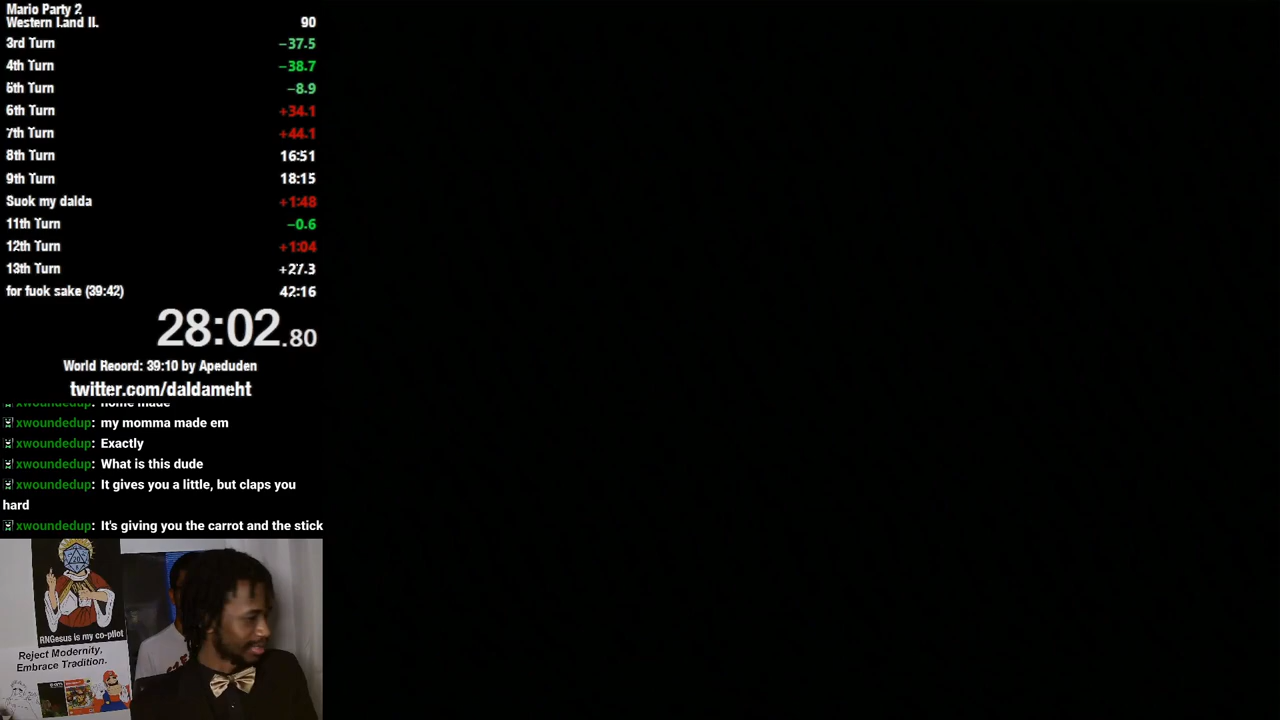 Mario Party 2
Western Land II.
90
3rd Turn −37.5
4th Turn −38.7
5th Turn −8.9
6th Turn +34.1
7th Turn +44.1
8th Turn 16:51
9th Turn 18:15
Suck my dalda +1:48
11th Turn −0.6
12th Turn +1:04
13th Turn +27.3
for fuck sake (39:42) 42:16
28:02.80
World Record: 39:10 by Apeduden
twitter.com/daldameht
xwoundedup: home made
xwoundedup: my momma made em
xwoundedup: Exactly
xwoundedup: What is this dude
xwoundedup: It gives you a little, but claps you
hard
xwoundedup: It's giving you the carrot and the stick
RNGesus is my co-pilot
Reject Modernity,
Embrace Tradition.